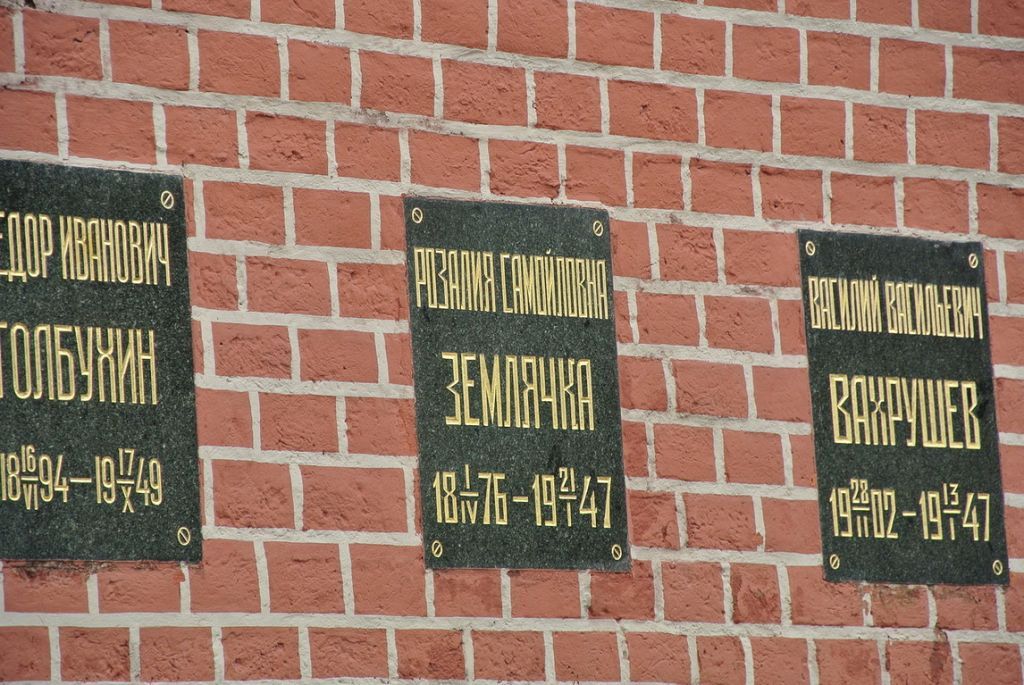 ЕДОР ИВАНОВИЧ
ТОЛБУХИН
18 16/VI 94 – 19 17/X 49
РОЗАЛИЯ САМОЙЛОВНА
ЗЕМЛЯЧКА
18 1/IV 76 – 19 21/I 47
ВАСИЛИЙ ВАСИЛЬЕВИЧ
ВАХРУШЕВ
19 28/II 02 – 19 13/I 47